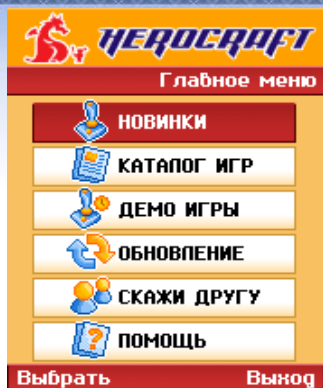 HEROCRAFT
Главное меню
НОВИНКИ
КАТАЛОГ ИГР
ДЕМО ИГРЫ
ОБНОВЛЕНИЕ
СКАЖИ ДРУГУ
ПОМОЩЬ
Выбрать Выход